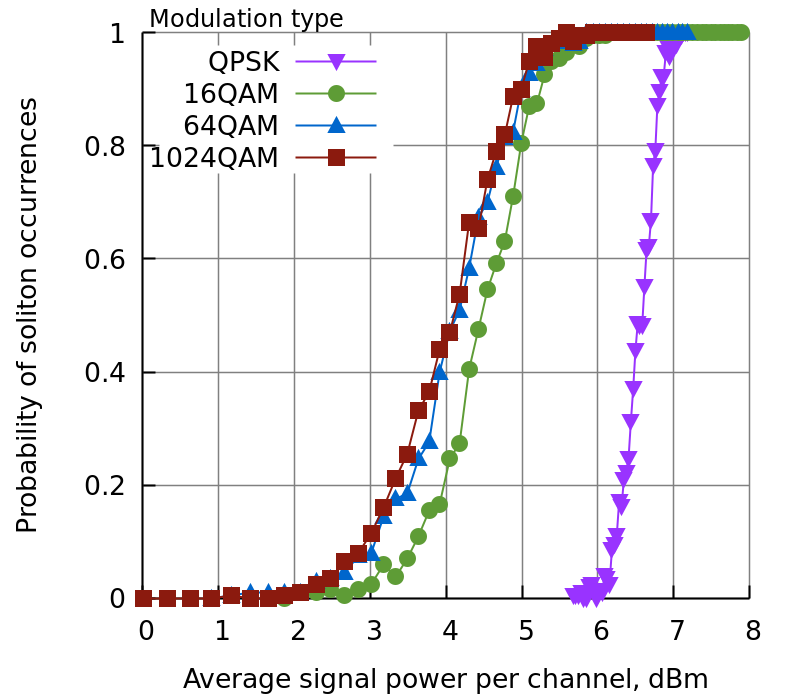 Modulation type
QPSK
16QAM
64QAM
1024QAM
1
0.8
0.6
0.4
0.2
0
0 1 2 3 4 5 6 7 8
Probability of soliton occurrences
Average signal power per channel, dBm